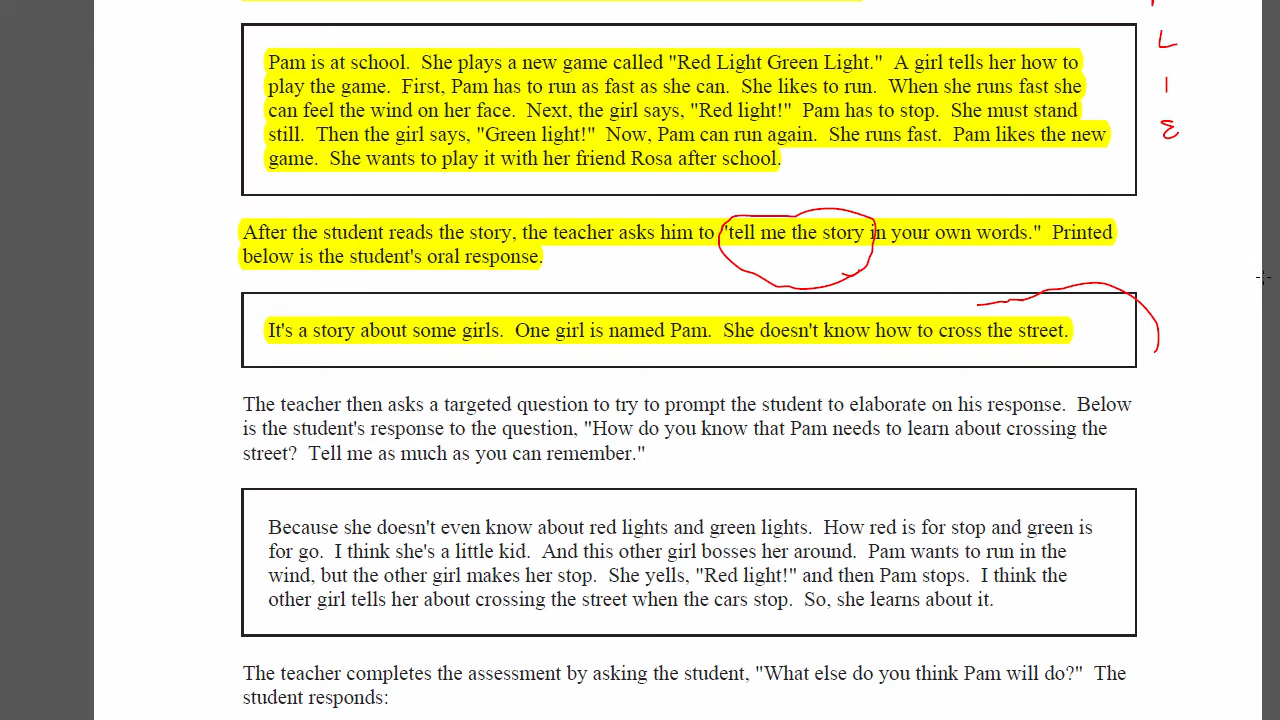 L
Pam is at school. She plays a new game called "Red Light Green Light." A girl tells her how to
play the game. First, Pam has to run as fast as she can. She likes to run. When she runs fast she
I
can feel the wind on her face. Next, the girl says, "Red light!" Pam has to stop. She must stand
still. Then the girl says, "Green light!" Now, Pam can run again. She runs fast. Pam likes the new
E
game. She wants to play it with her friend Rosa after school.
After the student reads the story, the teacher asks him to "tell me the story in your own words." Printed
below is the student's oral response.
It's a story about some girls. One girl is named Pam. She doesn't know how to cross the street.
The teacher then asks a targeted question to try to prompt the student to elaborate on his response. Below
is the student's response to the question, "How do you know that Pam needs to learn about crossing the
street? Tell me as much as you can remember."
Because she doesn't even know about red lights and green lights. How red is for stop and green is
for go. I think she's a little kid. And this other girl bosses her around. Pam wants to run in the
wind, but the other girl makes her stop. She yells, "Red light!" and then Pam stops. I think the
other girl tells her about crossing the street when the cars stop. So, she learns about it.
The teacher completes the assessment by asking the student, "What else do you think Pam will do?" The
student responds: